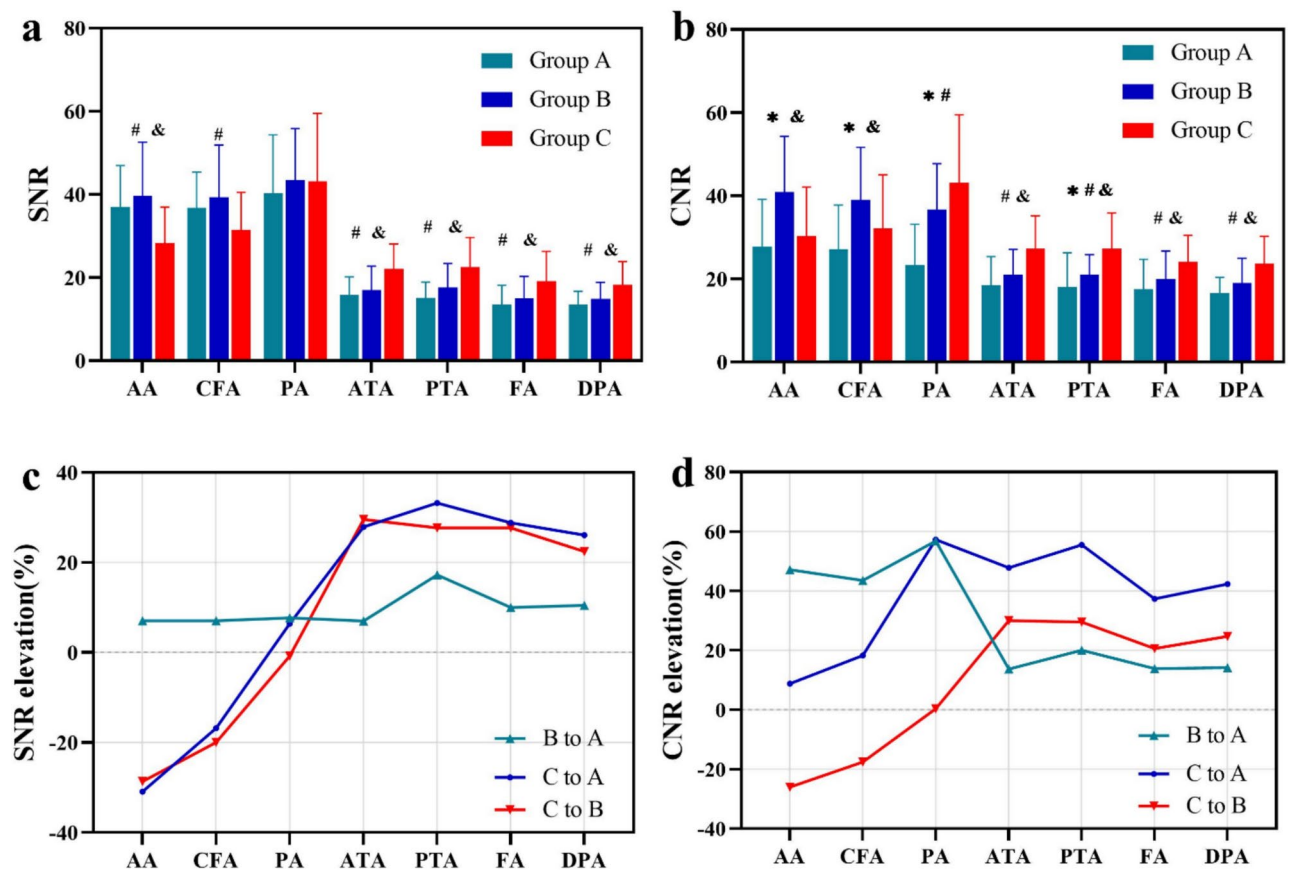 a
SNR
80
60
40
20
0
Group A
Group B
Group C
# &
#
# &
# &
# &
# &
AA CFA PA ATA PTA FA DPA
b
CNR
80
60
40
20
0
Group A
Group B
Group C
* &
* &
* #
# &
* # &
# &
# &
AA CFA PA ATA PTA FA DPA
c
SNR elevation(%)
40
20
0
-20
-40
B to A
C to A
C to B
AA CFA PA ATA PTA FA DPA
d
CNR elevation(%)
80
60
40
20
0
-20
-40
B to A
C to A
C to B
AA CFA PA ATA PTA FA DPA